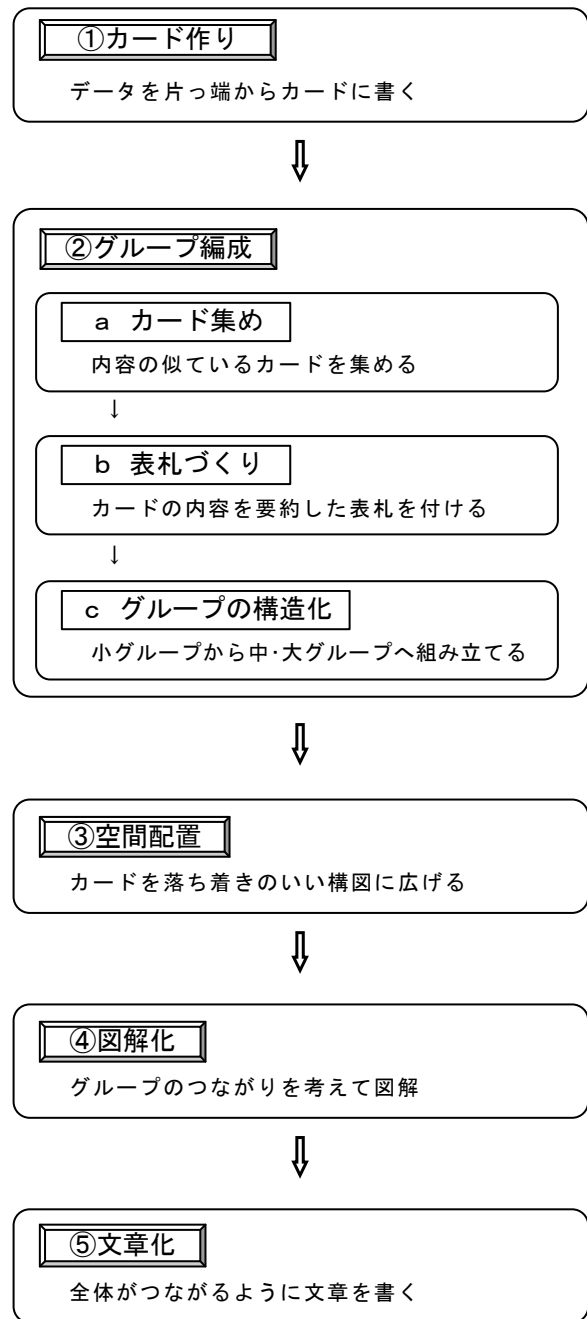 ①カード作り
データを片っ端からカードに書く
⇓
②グループ編成
a カード集め
内容の似ているカードを集める
↓
b 表札づくり
カードの内容を要約した表札を付ける
↓
c グループの構造化
小グループから中･大グループへ組み立てる
⇓
③空間配置
カードを落ち着きのいい構図に広げる
⇓
④図解化
グループのつながりを考えて図解
⇓
⑤文章化
全体がつながるように文章を書く